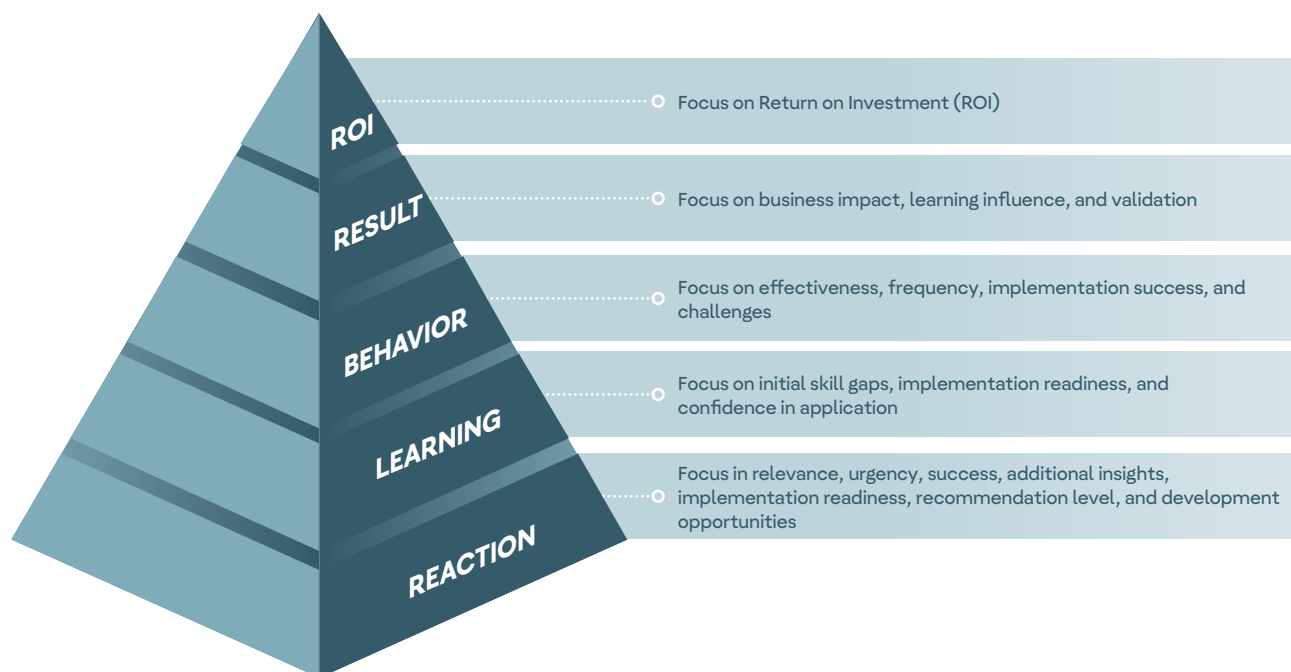 ROI
Focus on Return on Investment (ROI)
RESULT
Focus on business impact, learning influence, and validation
BEHAVIOR
Focus on effectiveness, frequency, implementation success, and
challenges
LEARNING
Focus on initial skill gaps, implementation readiness, and
confidence in application
REACTION
Focus in relevance, urgency, success, additional insights,
implementation readiness, recommendation level, and development
opportunities